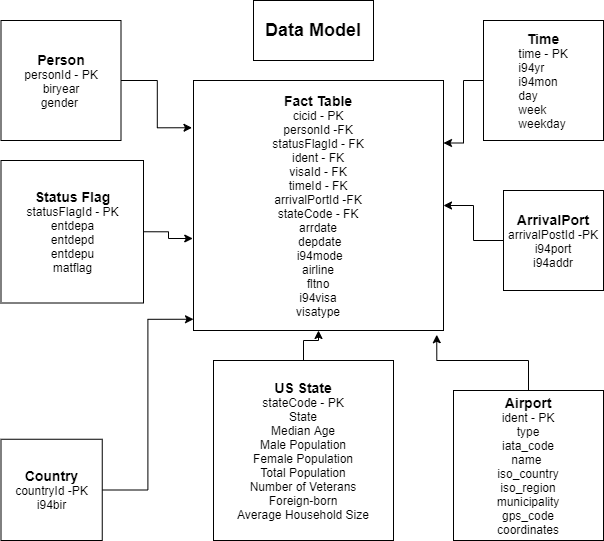 Data Model
Person
personId - PK
biryear
gender
Time
time - PK
i94yr
i94mon
day
week
weekday
Fact Table
cicid - PK
personId -FK
statusFlagId - FK
ident - FK
visaId - FK
timeId - FK
arrivalPortId -FK
stateCode - FK
arrdate
depdate
i94mode
airline
fltno
i94visa
visatype
Status Flag
statusFlagId - PK
entdepa
entdepd
entdepu
matflag
ArrivalPort
arrivalPostId -PK
i94port
i94addr
US State
stateCode - PK
State
Median Age
Male Population
Female Population
Total Population
Number of Veterans
Foreign-born
Average Household Size
Airport
ident - PK
type
iata_code
name
iso_country
iso_region
municipality
gps_code
coordinates
Country
countryId -PK
i94bir